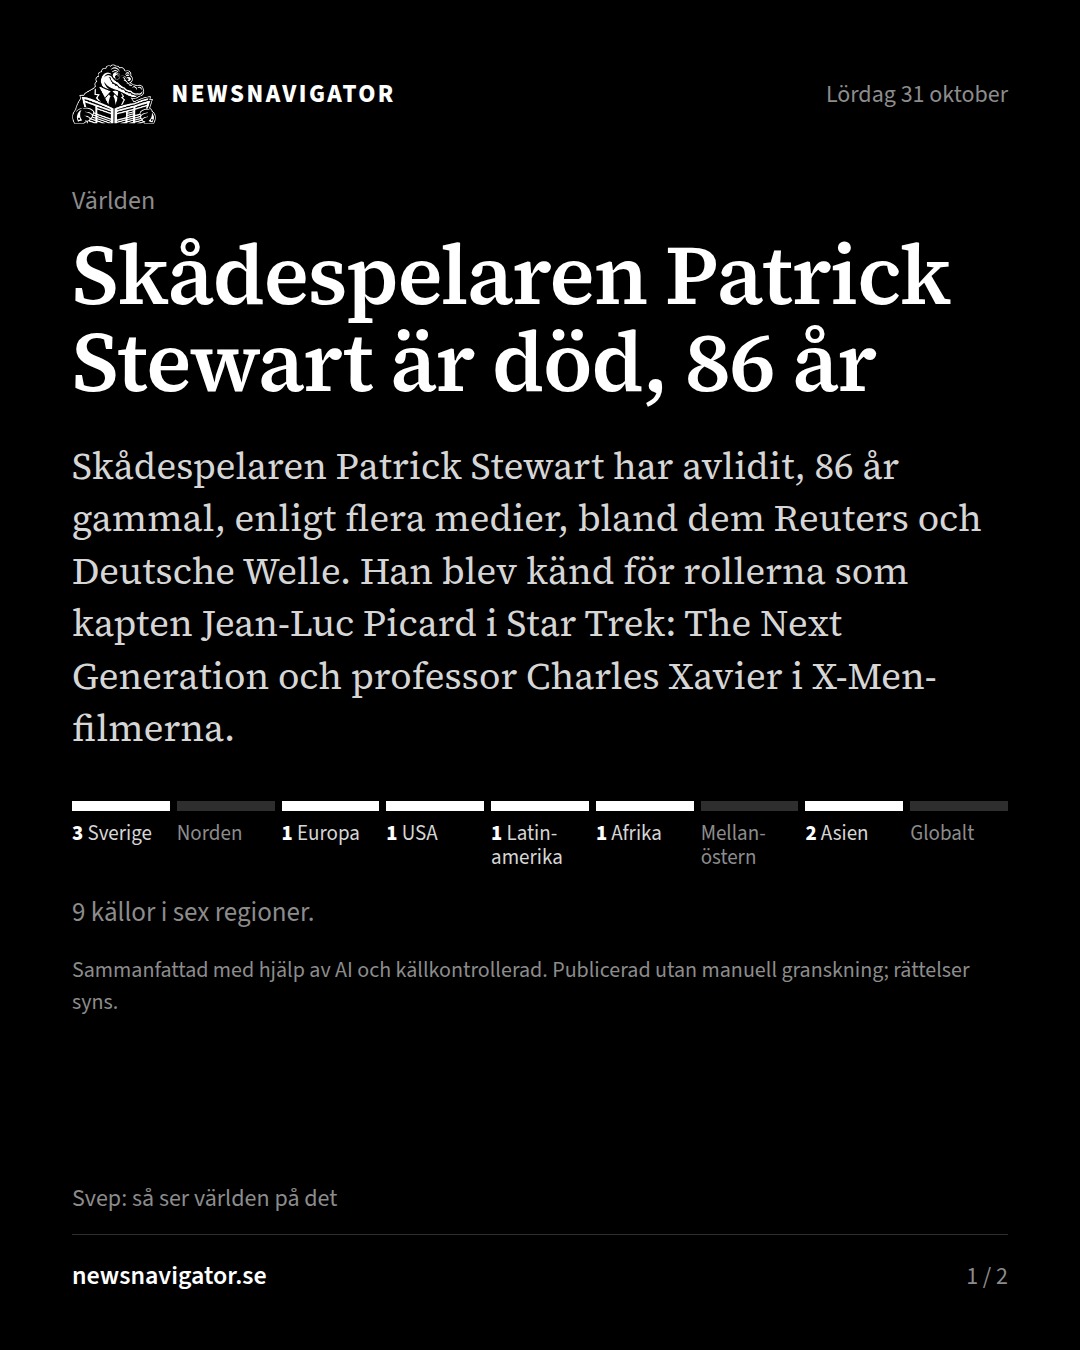 NEWSNAVIGATOR
Lördag 31 oktober
Världen
Skådespelaren Patrick
Stewart är död, 86 år
Skådespelaren Patrick Stewart har avlidit, 86 år
gammal, enligt flera medier, bland dem Reuters och
Deutsche Welle. Han blev känd för rollerna som
kapten Jean-Luc Picard i Star Trek: The Next
Generation och professor Charles Xavier i X-Men-
filmerna.
3 Sverige
Norden
1 Europa
1 USA
1 Latin-
amerika
1 Afrika
Mellan-
östern
2 Asien
Globalt
9 källor i sex regioner.
Sammanfattad med hjälp av AI och källkontrollerad. Publicerad utan manuell granskning; rättelser
syns.
Svep: så ser världen på det
newsnavigator.se
1 / 2